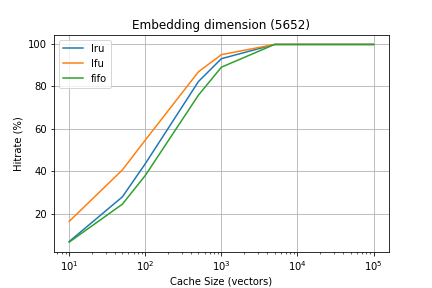 Embedding dimension (5652)
lru
lfu
fifo
Hitrate (%)
100
80
60
40
20
10¹ 10² 10³ 10⁴ 10⁵
Cache Size (vectors)